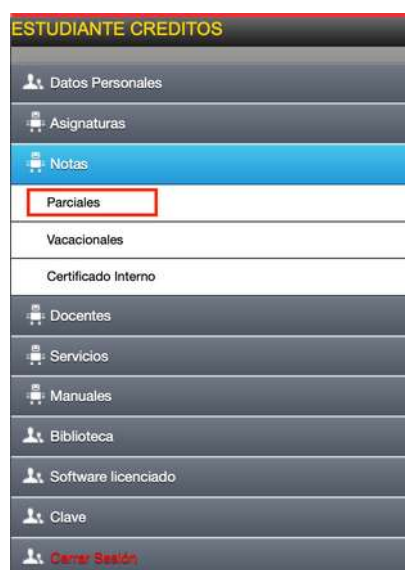 ESTUDIANTE CREDITOS
Datos Personales
Asignaturas
Notas
Parciales
Vacacionales
Certificado Interno
Docentes
Servicios
Manuales
Biblioteca
Software licenciado
Clave
Cerrar Sesión